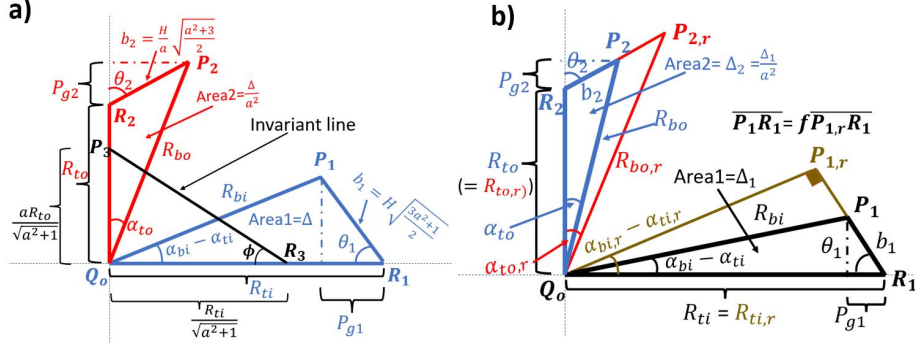 a)
b₂ = H/a √((a²+3)/2)
P₂
P_g2
θ₂
Area2=Δ/a²
R₂
Invariant line
P₃
R_to
R_bo
P₁
R_bi
b₁ = H √((3a²+1)/2)
aR_to/√(a²+1)
α_to
Area1=Δ
α_bi − α_ti
ϕ
R₃
θ₁
Q_o
R₁
R_ti
R_ti/√(a²+1)
P_g1
b)
P₂
P₂,r
P_g2
θ₂
Area2= Δ₂ = Δ₁/a²
R₂
b₂
R_bo
P₁R₁ = fP₁,rR₁
R_to
(= R_to,r)
R_bo,r
P₁,r
Area1=Δ₁
α_to
α_bi,r − α_ti,r
R_bi
P₁
α_to,r
α_bi − α_ti
θ₁
b₁
Q_o
R₁
R_ti = R_ti,r
P_g1